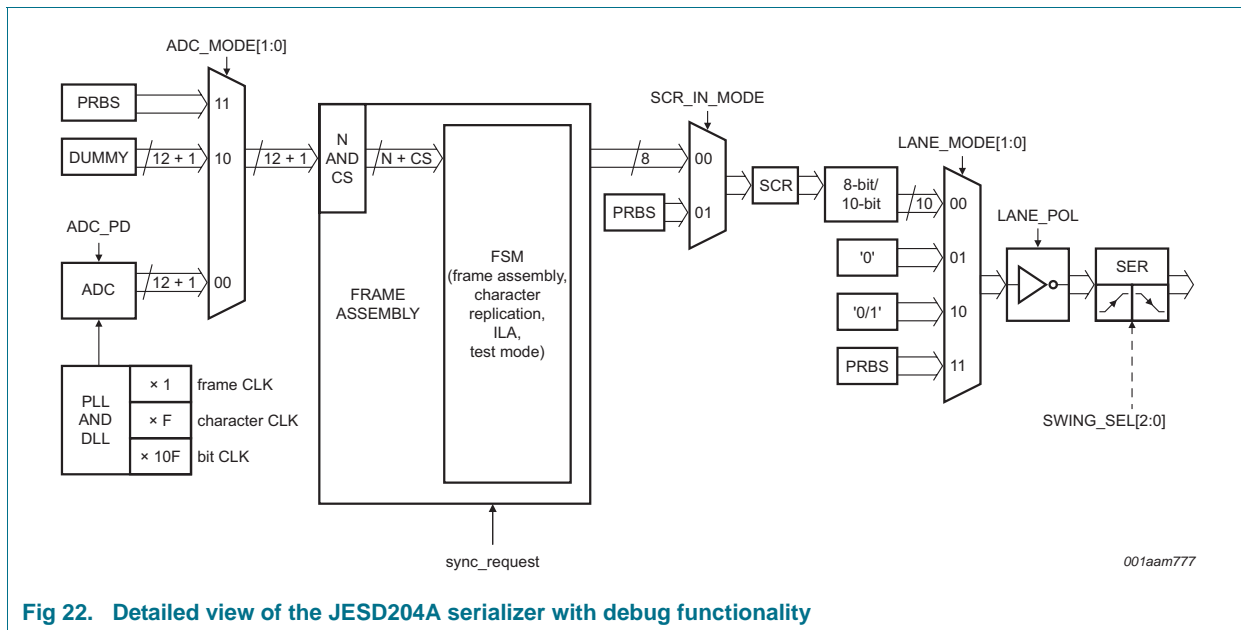 ADC_MODE[1:0]
PRBS
11
DUMMY
12 + 1
10
12 + 1
ADC_PD
ADC
12 + 1
00
PLL
AND
DLL
× 1
frame CLK
× F
character CLK
× 10F
bit CLK
N
AND
CS
N + CS
FRAME
ASSEMBLY
FSM
(frame assembly,
character
replication,
ILA,
test mode)
sync_request
SCR_IN_MODE
8
00
PRBS
01
SCR
8-bit/
10-bit
10
LANE_MODE[1:0]
00
'0'
01
'0/1'
10
PRBS
11
LANE_POL
SER
SWING_SEL[2:0]
001aam777
Fig 22. Detailed view of the JESD204A serializer with debug functionality